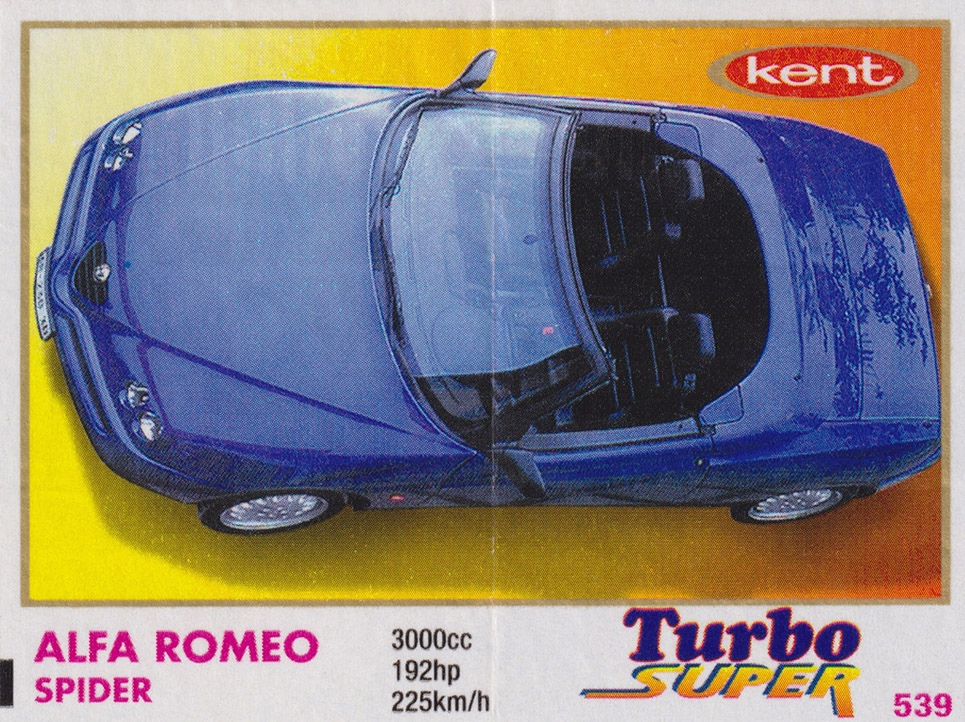 kent
ALFA ROMEO
SPIDER
3000cc
192hp
225km/h
Turbo
SUPER
539